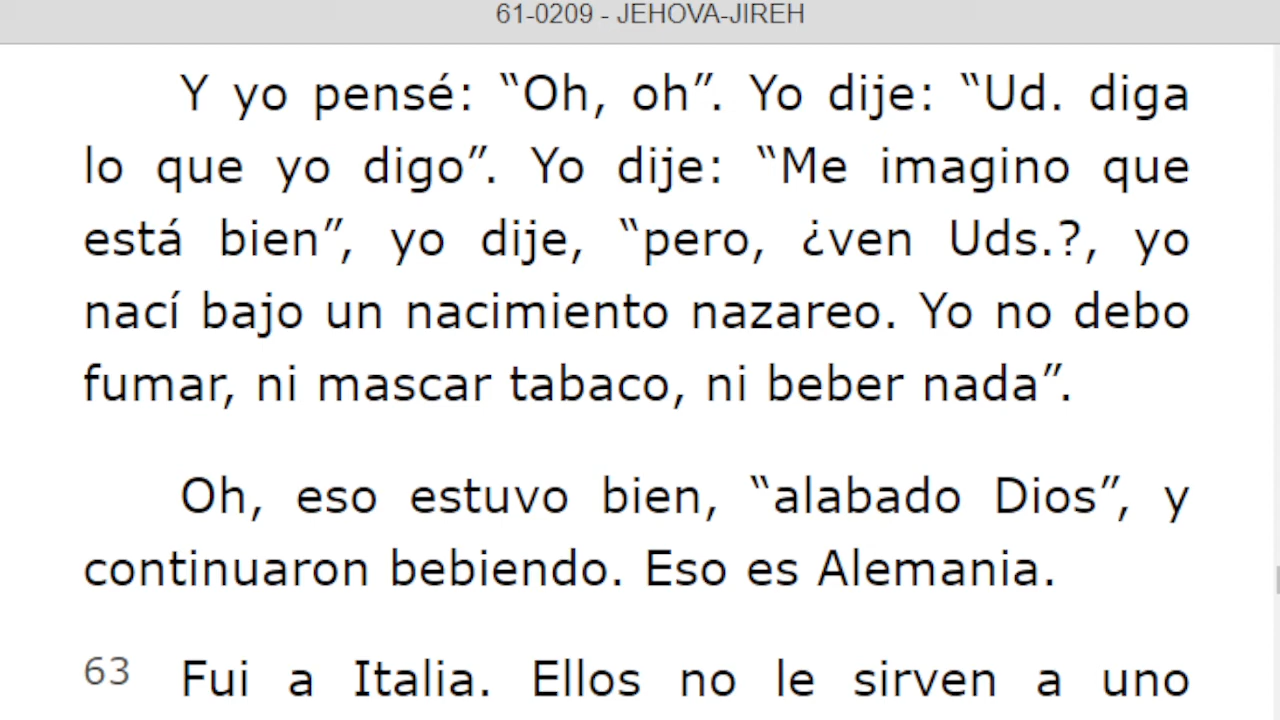 61-0209 - JEHOVA-JIREH
Y yo pensé: “Oh, oh”. Yo dije: “Ud. diga
lo que yo digo”. Yo dije: “Me imagino que
está bien”, yo dije, “pero, ¿ven Uds.?, yo
nací bajo un nacimiento nazareo. Yo no debo
fumar, ni mascar tabaco, ni beber nada”.
Oh, eso estuvo bien, “alabado Dios”, y
continuaron bebiendo. Eso es Alemania.
63 Fui a Italia. Ellos no le sirven a uno